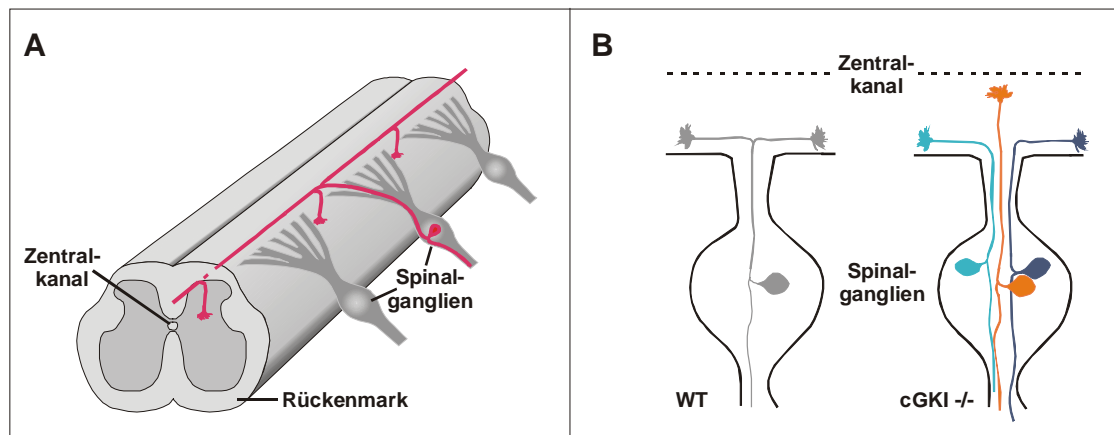 A
Zentral-
kanal
Spinal-
ganglien
Rückenmark
B
Zentral-
kanal
Spinal-
ganglien
WT
cGKI -/-